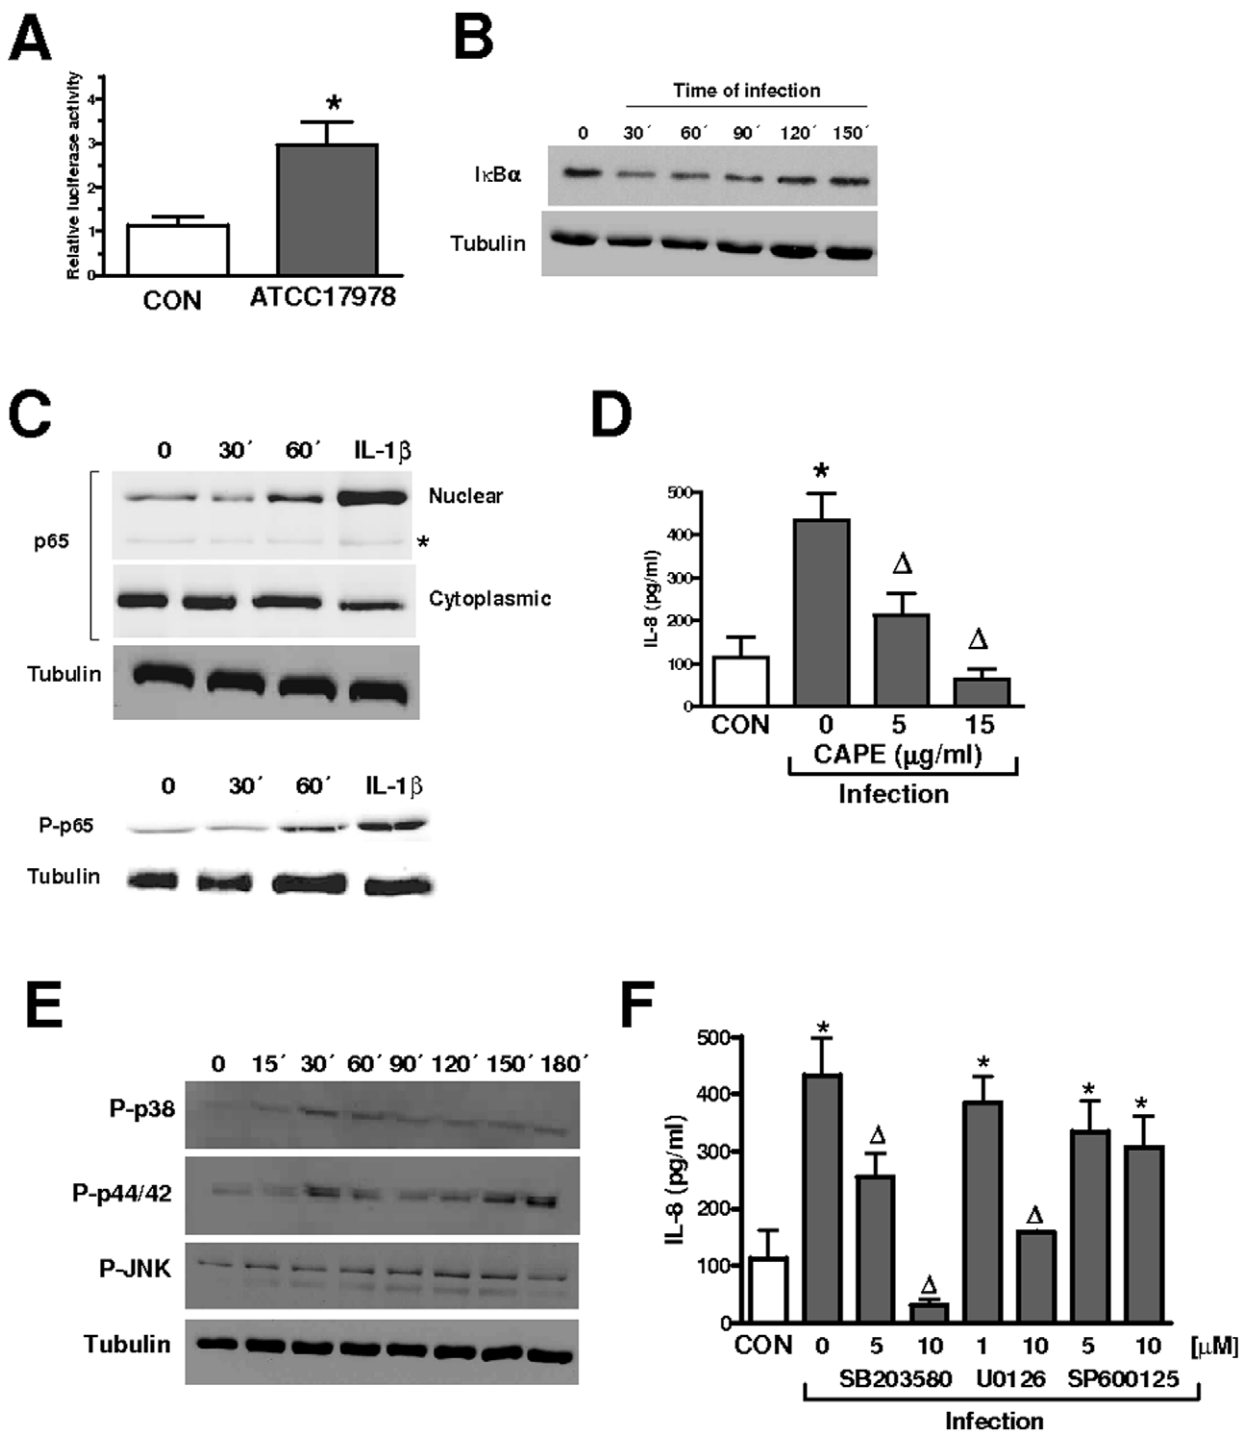 A
Relative luciferase activity
4
3
2
1
0
*
CON
ATCC17978
B
Time of infection
0 30´ 60´ 90´ 120´ 150´
IκBα
Tubulin
C
0 30´ 60´ IL-1β
p65
Nuclear
*
Cytoplasmic
Tubulin
0 30´ 60´ IL-1β
P-p65
Tubulin
D
IL-8 (pg/ml)
500
400
300
200
100
0
*
Δ
Δ
CON 0 5 15
CAPE (μg/ml)
Infection
E
0 15´ 30´ 60´ 90´ 120´ 150´ 180´
P-p38
P-p44/42
P-JNK
Tubulin
F
IL-8 (pg/ml)
500
400
300
200
100
0
*
Δ
Δ
*
Δ
*
*
CON 0 5 10 1 10 5 10 [μM]
SB203580 U0126 SP600125
Infection